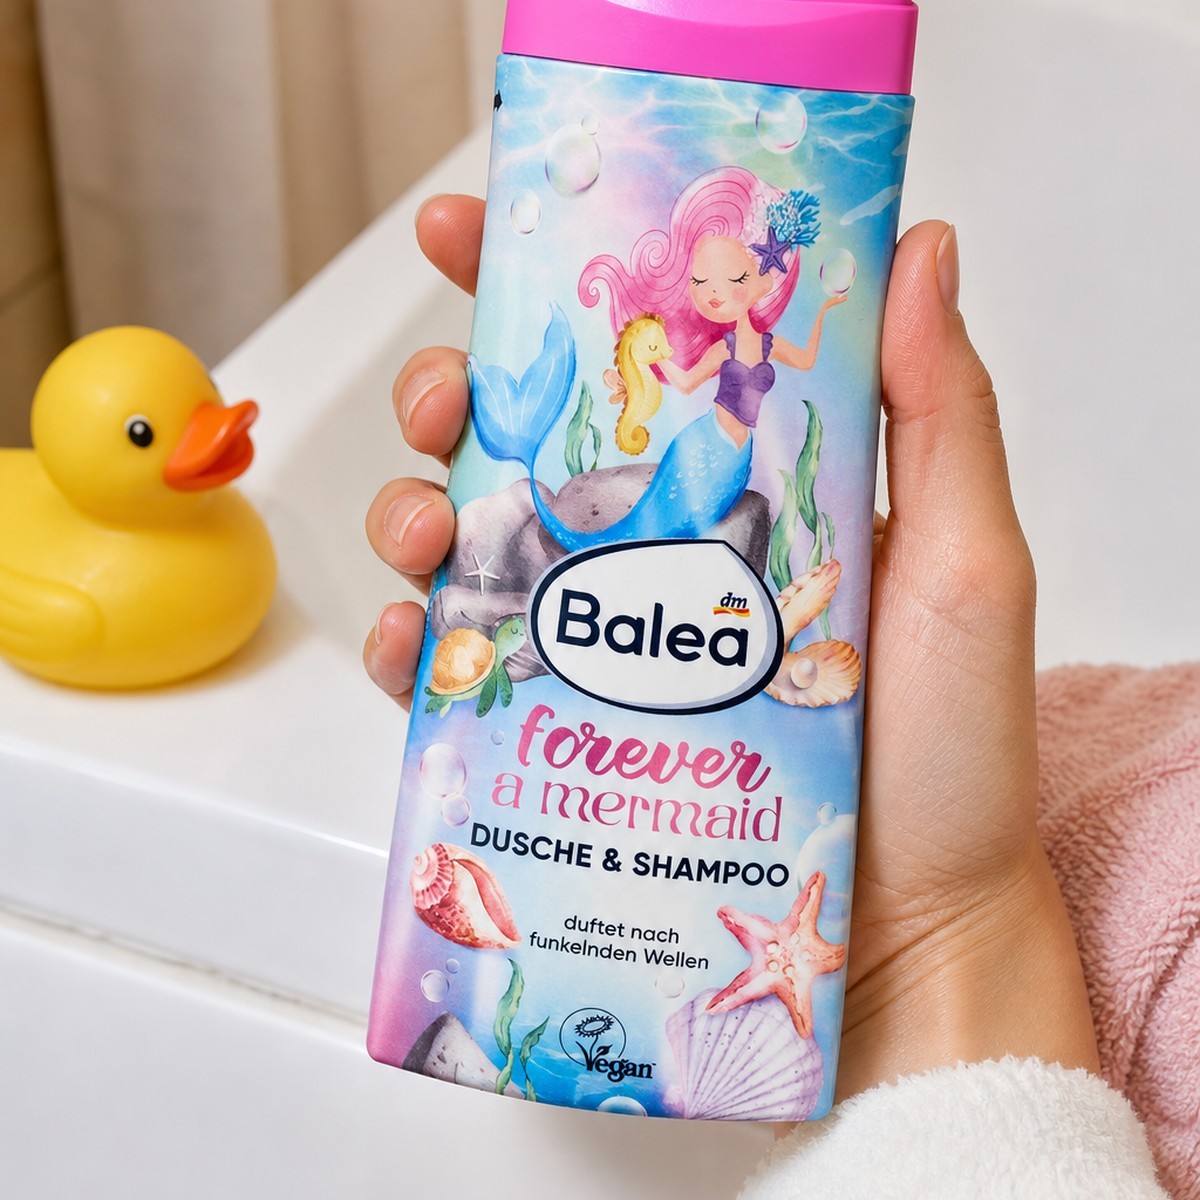 Balea
dm
forever
a mermaid
DUSCHE & SHAMPOO
duftet nach
funkelnden Wellen
Vegan